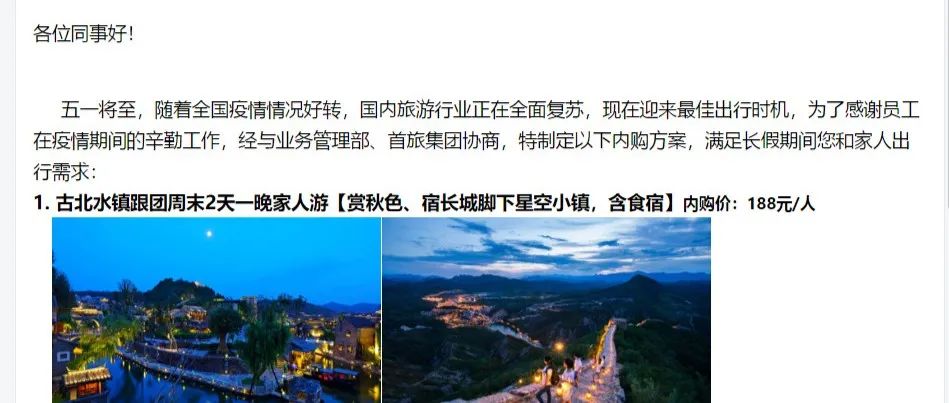 各位同事好！
五一将至，随着全国疫情情况好转，国内旅游行业正在全面复苏，现在迎来最佳出行时机，为了感谢员工
在疫情期间的辛勤工作，经与业务管理部、首旅集团协商，特制定以下内购方案，满足长假期间您和家人出
行需求：
1. 古北水镇跟团周末2天一晚家人游【赏秋色、宿长城脚下星空小镇，含食宿】内购价：188元/人